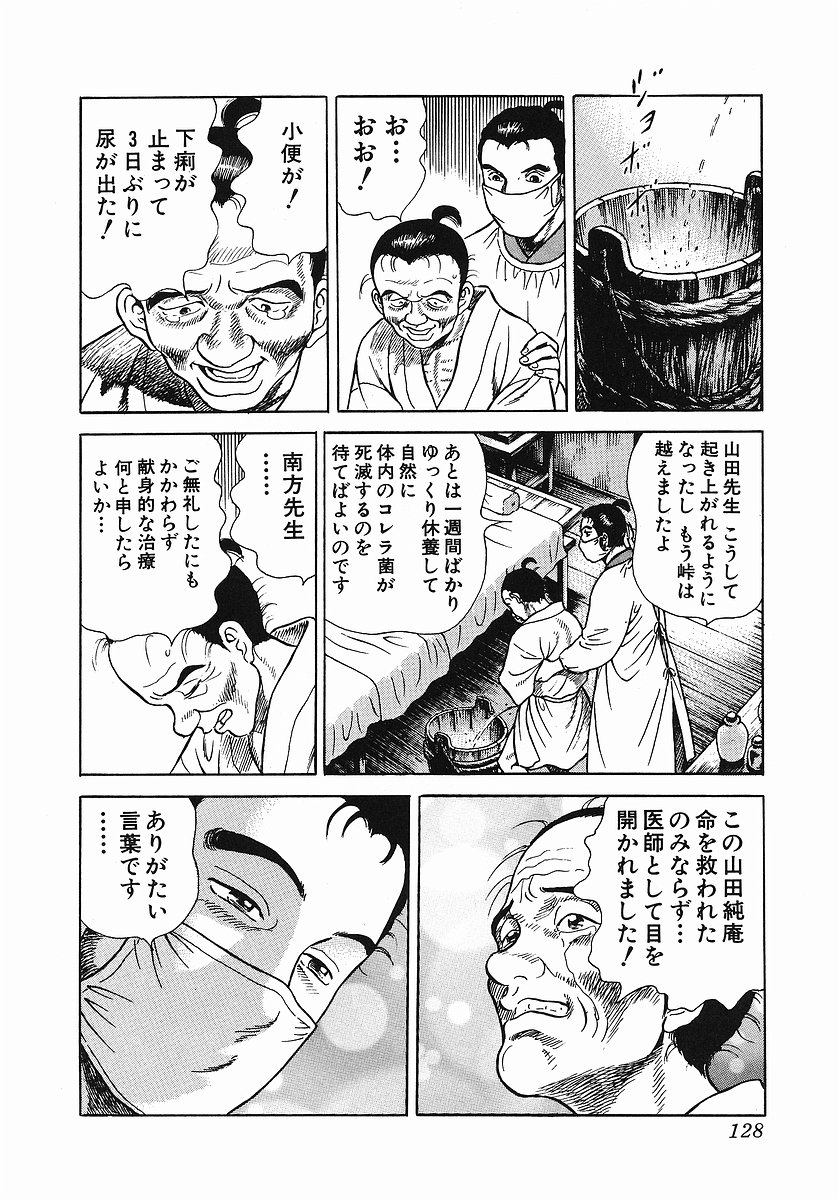 ジョオ
お…
おお！
小便が！
下痢が
止まって
3日ぶりに
尿が出た！
山田先生 こうして
起き上がれるように
なったし もう峠は
越えましたよ
あとは一週間ばかり
ゆっくり休養して
自然に
体内のコレラ菌が
死滅するのを
待てばよいのです
南方先生
……
ご無礼したにも
かかわらず
献身的な治療
何と申したら
よいか…
この山田純庵
命を救われた
のみならず…
医師として目を
開かれました！
ありがたい
言葉です
……
128